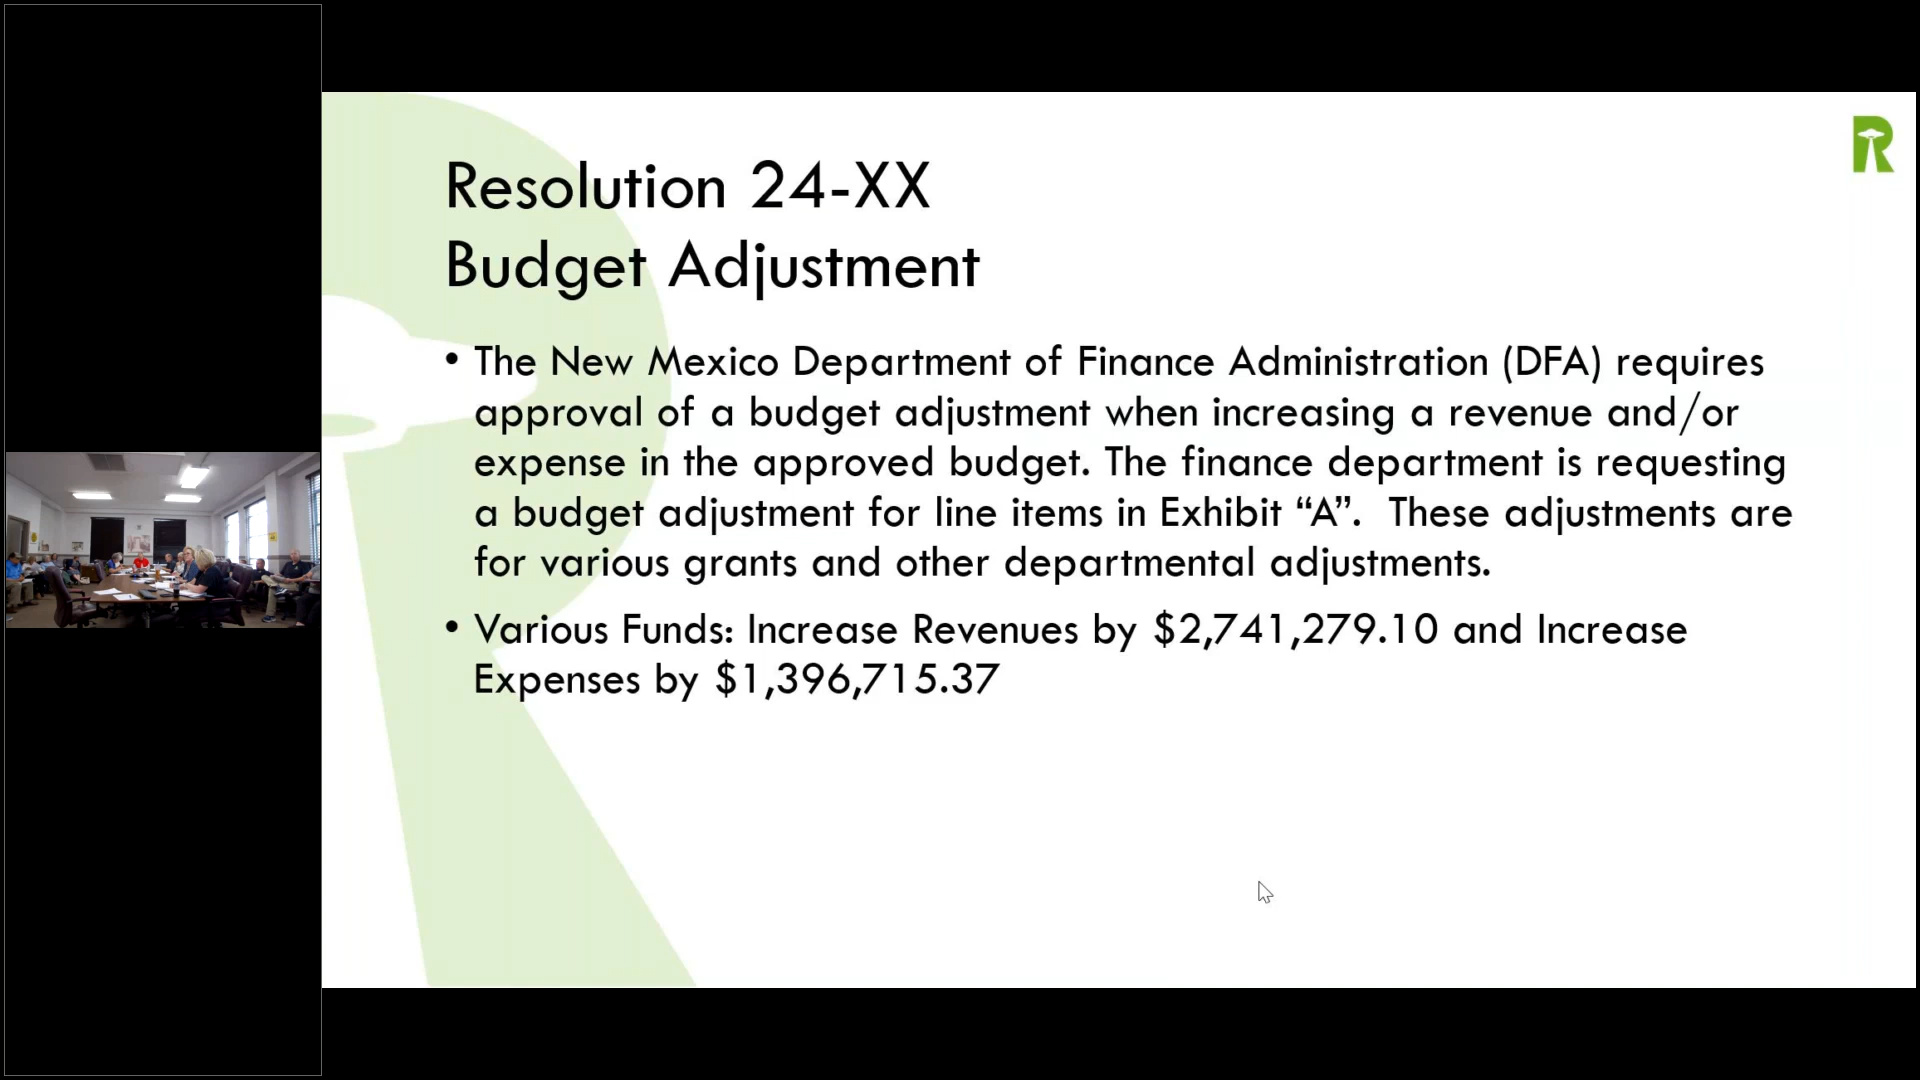 R
Resolution 24-XX
Budget Adjustment
• The New Mexico Department of Finance Administration (DFA) requires
approval of a budget adjustment when increasing a revenue and/or
expense in the approved budget. The finance department is requesting
a budget adjustment for line items in Exhibit “A”.  These adjustments are
for various grants and other departmental adjustments.
• Various Funds: Increase Revenues by $2,741,279.10 and Increase
Expenses by $1,396,715.37